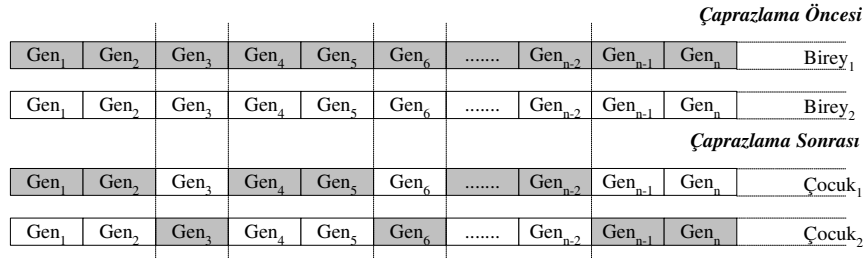 Çaprazlama Öncesi
Gen₁ Gen₂ Gen₃ Gen₄ Gen₅ Gen₆ ....... Genₙ₋₂ Genₙ₋₁ Genₙ Birey₁
Gen₁ Gen₂ Gen₃ Gen₄ Gen₅ Gen₆ ....... Genₙ₋₂ Genₙ₋₁ Genₙ Birey₂
Çaprazlama Sonrası
Gen₁ Gen₂ Gen₃ Gen₄ Gen₅ Gen₆ ....... Genₙ₋₂ Genₙ₋₁ Genₙ Çocuk₁
Gen₁ Gen₂ Gen₃ Gen₄ Gen₅ Gen₆ ....... Genₙ₋₂ Genₙ₋₁ Genₙ Çocuk₂